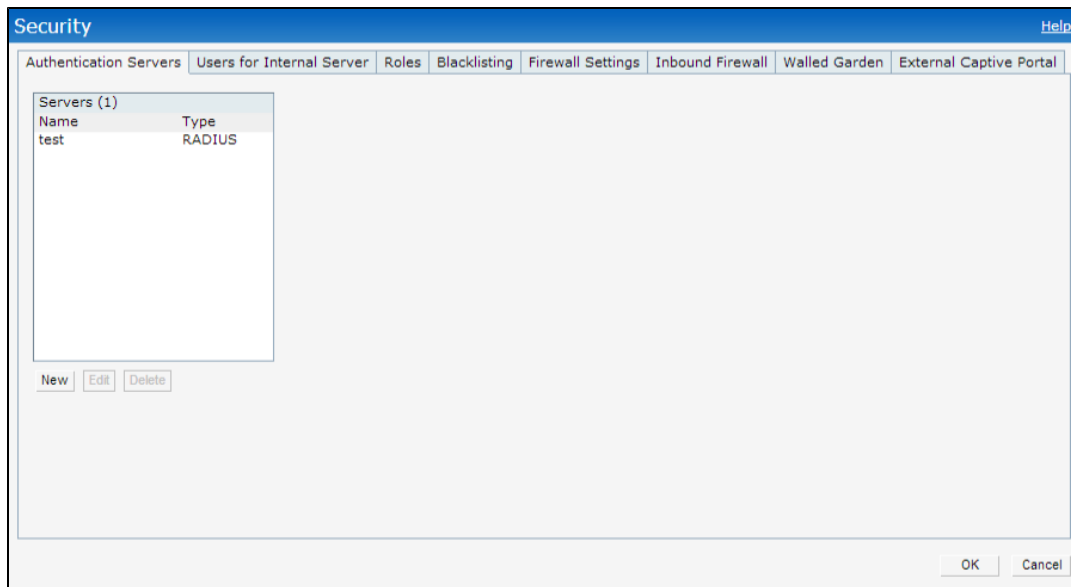 Security
Help
Authentication Servers Users for Internal Server Roles Blacklisting Firewall Settings Inbound Firewall Walled Garden External Captive Portal
Servers (1)
Name Type
test RADIUS
New Edit Delete
OK Cancel